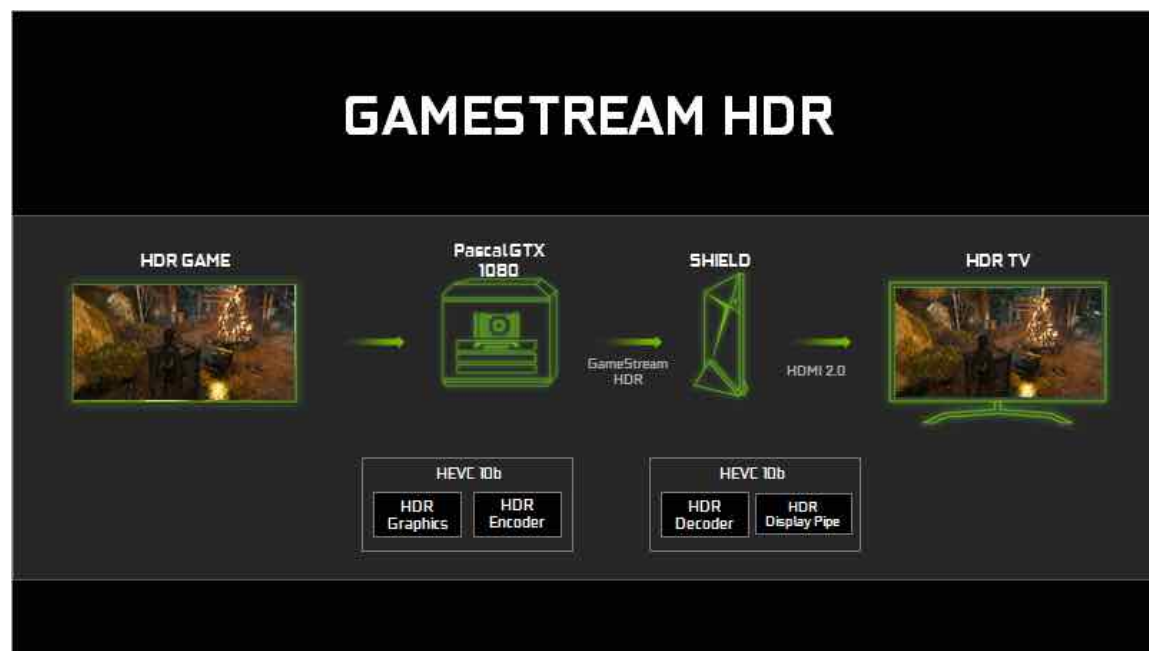 GAMESTREAM HDR
HDR GAME
Pascal GTX
1080
SHIELD
HDR TV
GameStream
HDR
HDMI 2.0
HEVC 10b
HDR
Graphics
HDR
Encoder
HEVC 10b
HDR
Decoder
HDR
Display Pipe